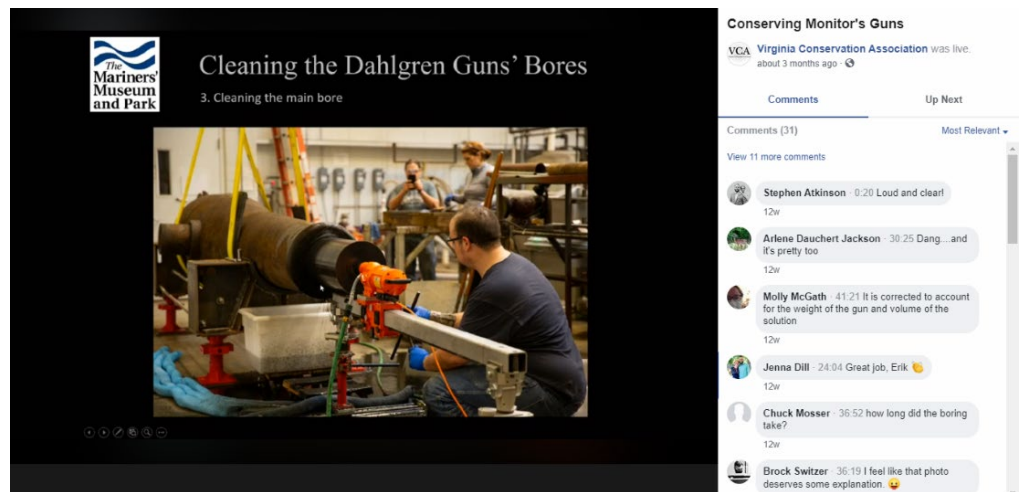 The
Mariners'
Museum
and Park
Cleaning the Dahlgren Guns' Bores
3. Cleaning the main bore
Conserving Monitor's Guns
VCA
Virginia Conservation Association was live.
about 3 months ago ·
Comments
Up Next
Comments (31)
Most Relevant
View 11 more comments
Stephen Atkinson · 0:20 Loud and clear!
12w
Arlene Dauchert Jackson · 30:25 Dang....and
it's pretty too
12w
Molly McGath · 41:21 It is corrected to account
for the weight of the gun and volume of the
solution
12w
Jenna Dill · 24:04 Great job, Erik 👏
12w
Chuck Mosser · 36:52 how long did the boring
take?
12w
Brock Switzer · 36:19 I feel like that photo
deserves some explanation. 😛